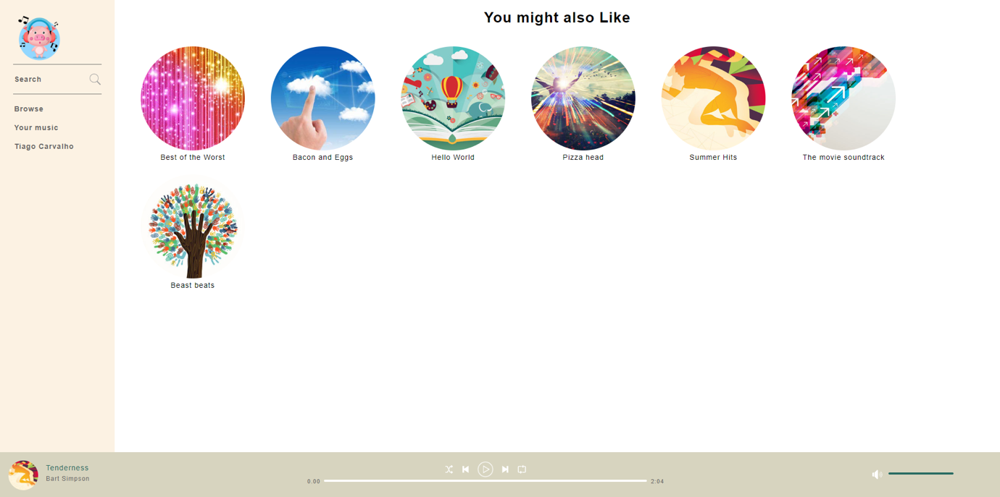 You might also Like
Search
Browse
Your music
Tiago Carvalho
Best of the Worst
Bacon and Eggs
Hello World
Pizza head
Summer Hits
The movie soundtrack
Beast beats
Tenderness
Bart Simpson
0.00
2:04